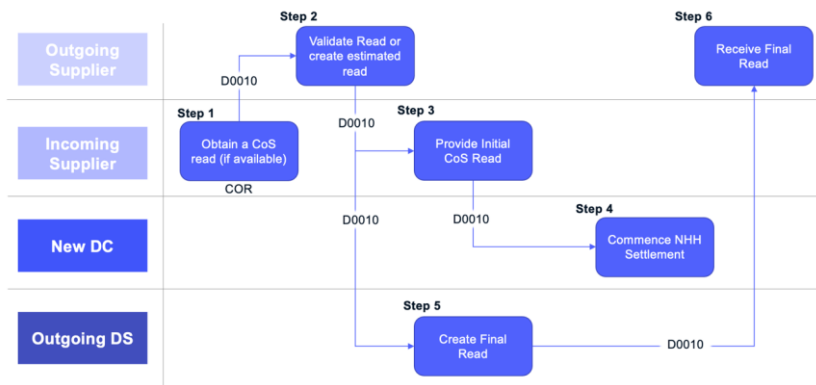 Step 2
Step 6
Outgoing
Supplier
Validate Read or
create estimated
read
Receive Final
Read
D0010
Step 1
Step 3
D0010
Incoming
Supplier
Obtain a CoS
read (if available)
Provide Initial
CoS Read
COR
D0010
D0010
Step 4
New DC
Commence NHH
Settlement
Step 5
Outgoing DS
Create Final
Read
D0010